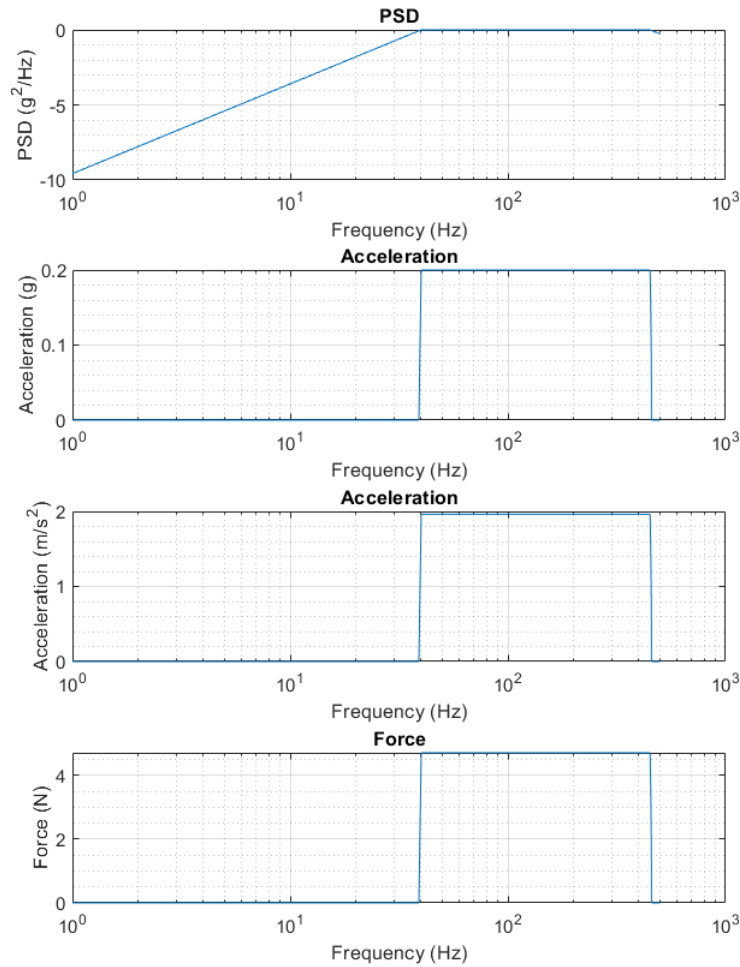 PSD
0
-5
-10
PSD (g²/Hz)
10⁰ 10¹ 10² 10³
Frequency (Hz)
Acceleration
0.2
0.1
0
Acceleration (g)
10⁰ 10¹ 10² 10³
Frequency (Hz)
Acceleration
2
1
0
Acceleration (m/s²)
10⁰ 10¹ 10² 10³
Frequency (Hz)
Force
4
2
0
Force (N)
10⁰ 10¹ 10² 10³
Frequency (Hz)